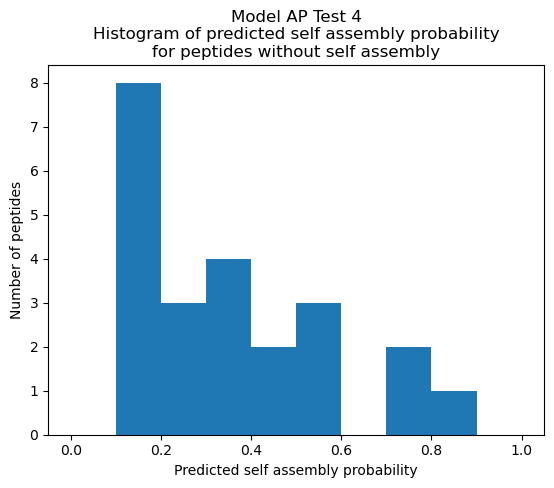 Model AP Test 4
Histogram of predicted self assembly probability
for peptides without self assembly
Number of peptides
8
7
6
5
4
3
2
1
0
0.0 0.2 0.4 0.6 0.8 1.0
Predicted self assembly probability